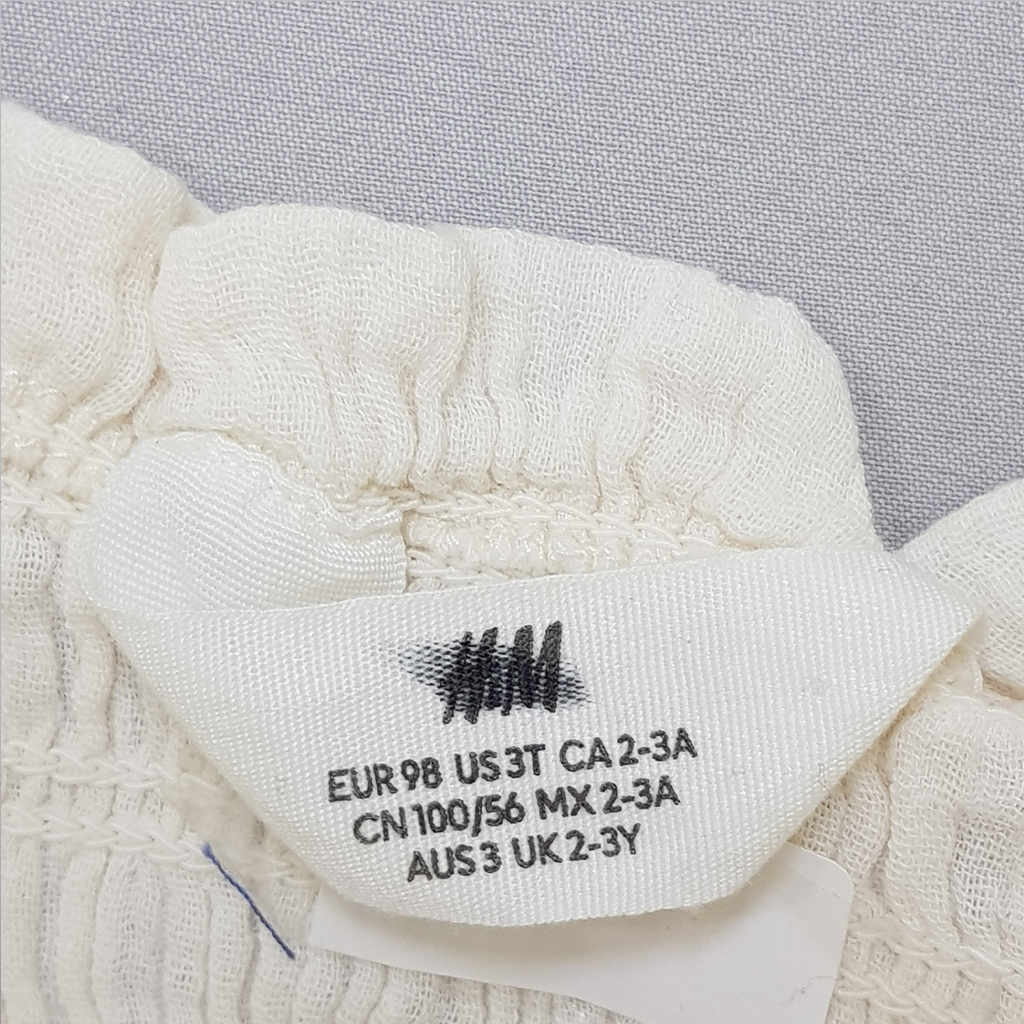 EUR 98 US 3T CA 2-3A
CN 100/56 MX 2-3A
AUS 3 UK 2-3Y